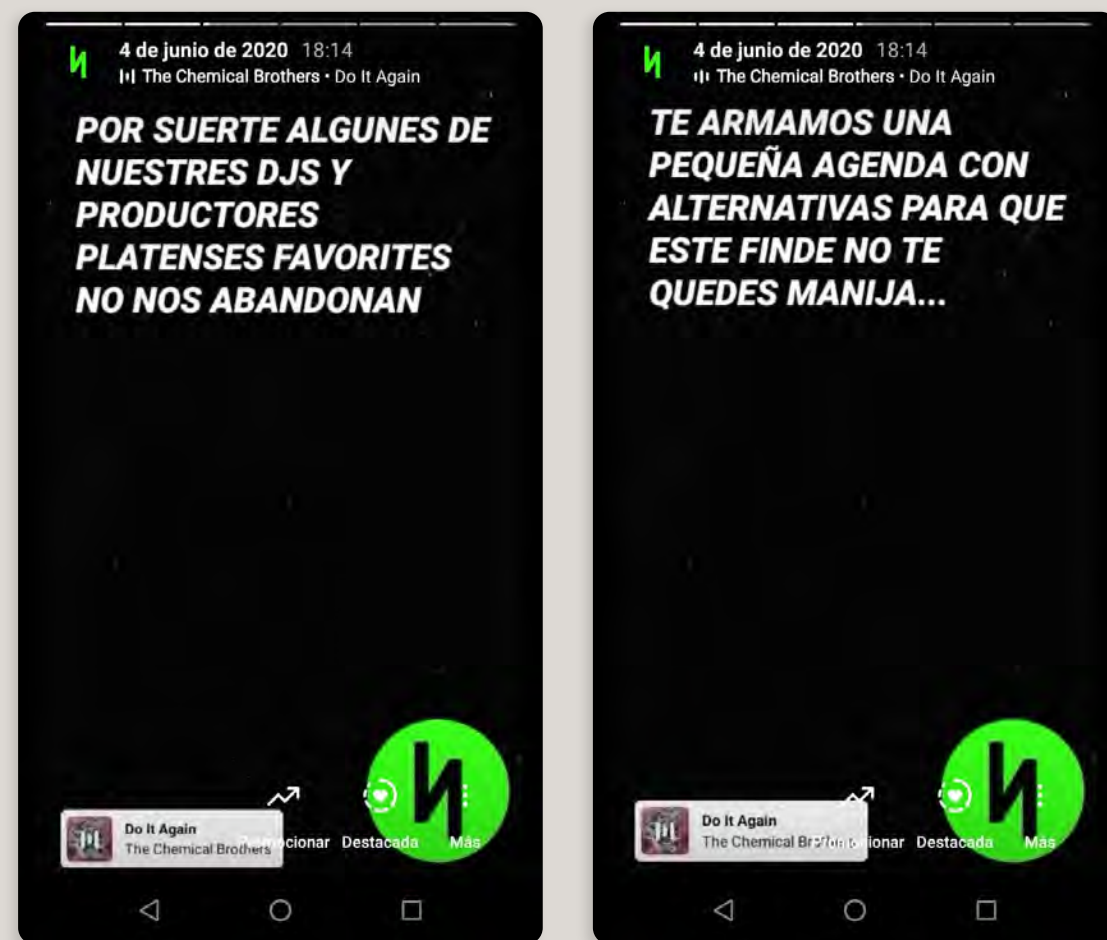 4 de junio de 2020 18:14
The Chemical Brothers • Do It Again
POR SUERTE ALGUNES DE
NUESTRES DJS Y
PRODUCTORES
PLATENSES FAVORITES
NO NOS ABANDONAN
Do It Again
The Chemical Brothers
Destacada
Más
4 de junio de 2020 18:14
The Chemical Brothers • Do It Again
TE ARMAMOS UNA
PEQUEÑA AGENDA CON
ALTERNATIVAS PARA QUE
ESTE FINDE NO TE
QUEDES MANIJA...
Do It Again
The Chemical
Destacada
Más